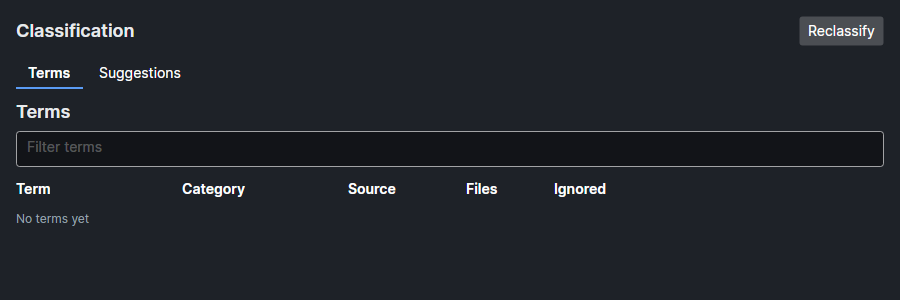 Classification
Reclassify
Terms Suggestions
Terms
Filter terms
Term Category Source Files Ignored
No terms yet